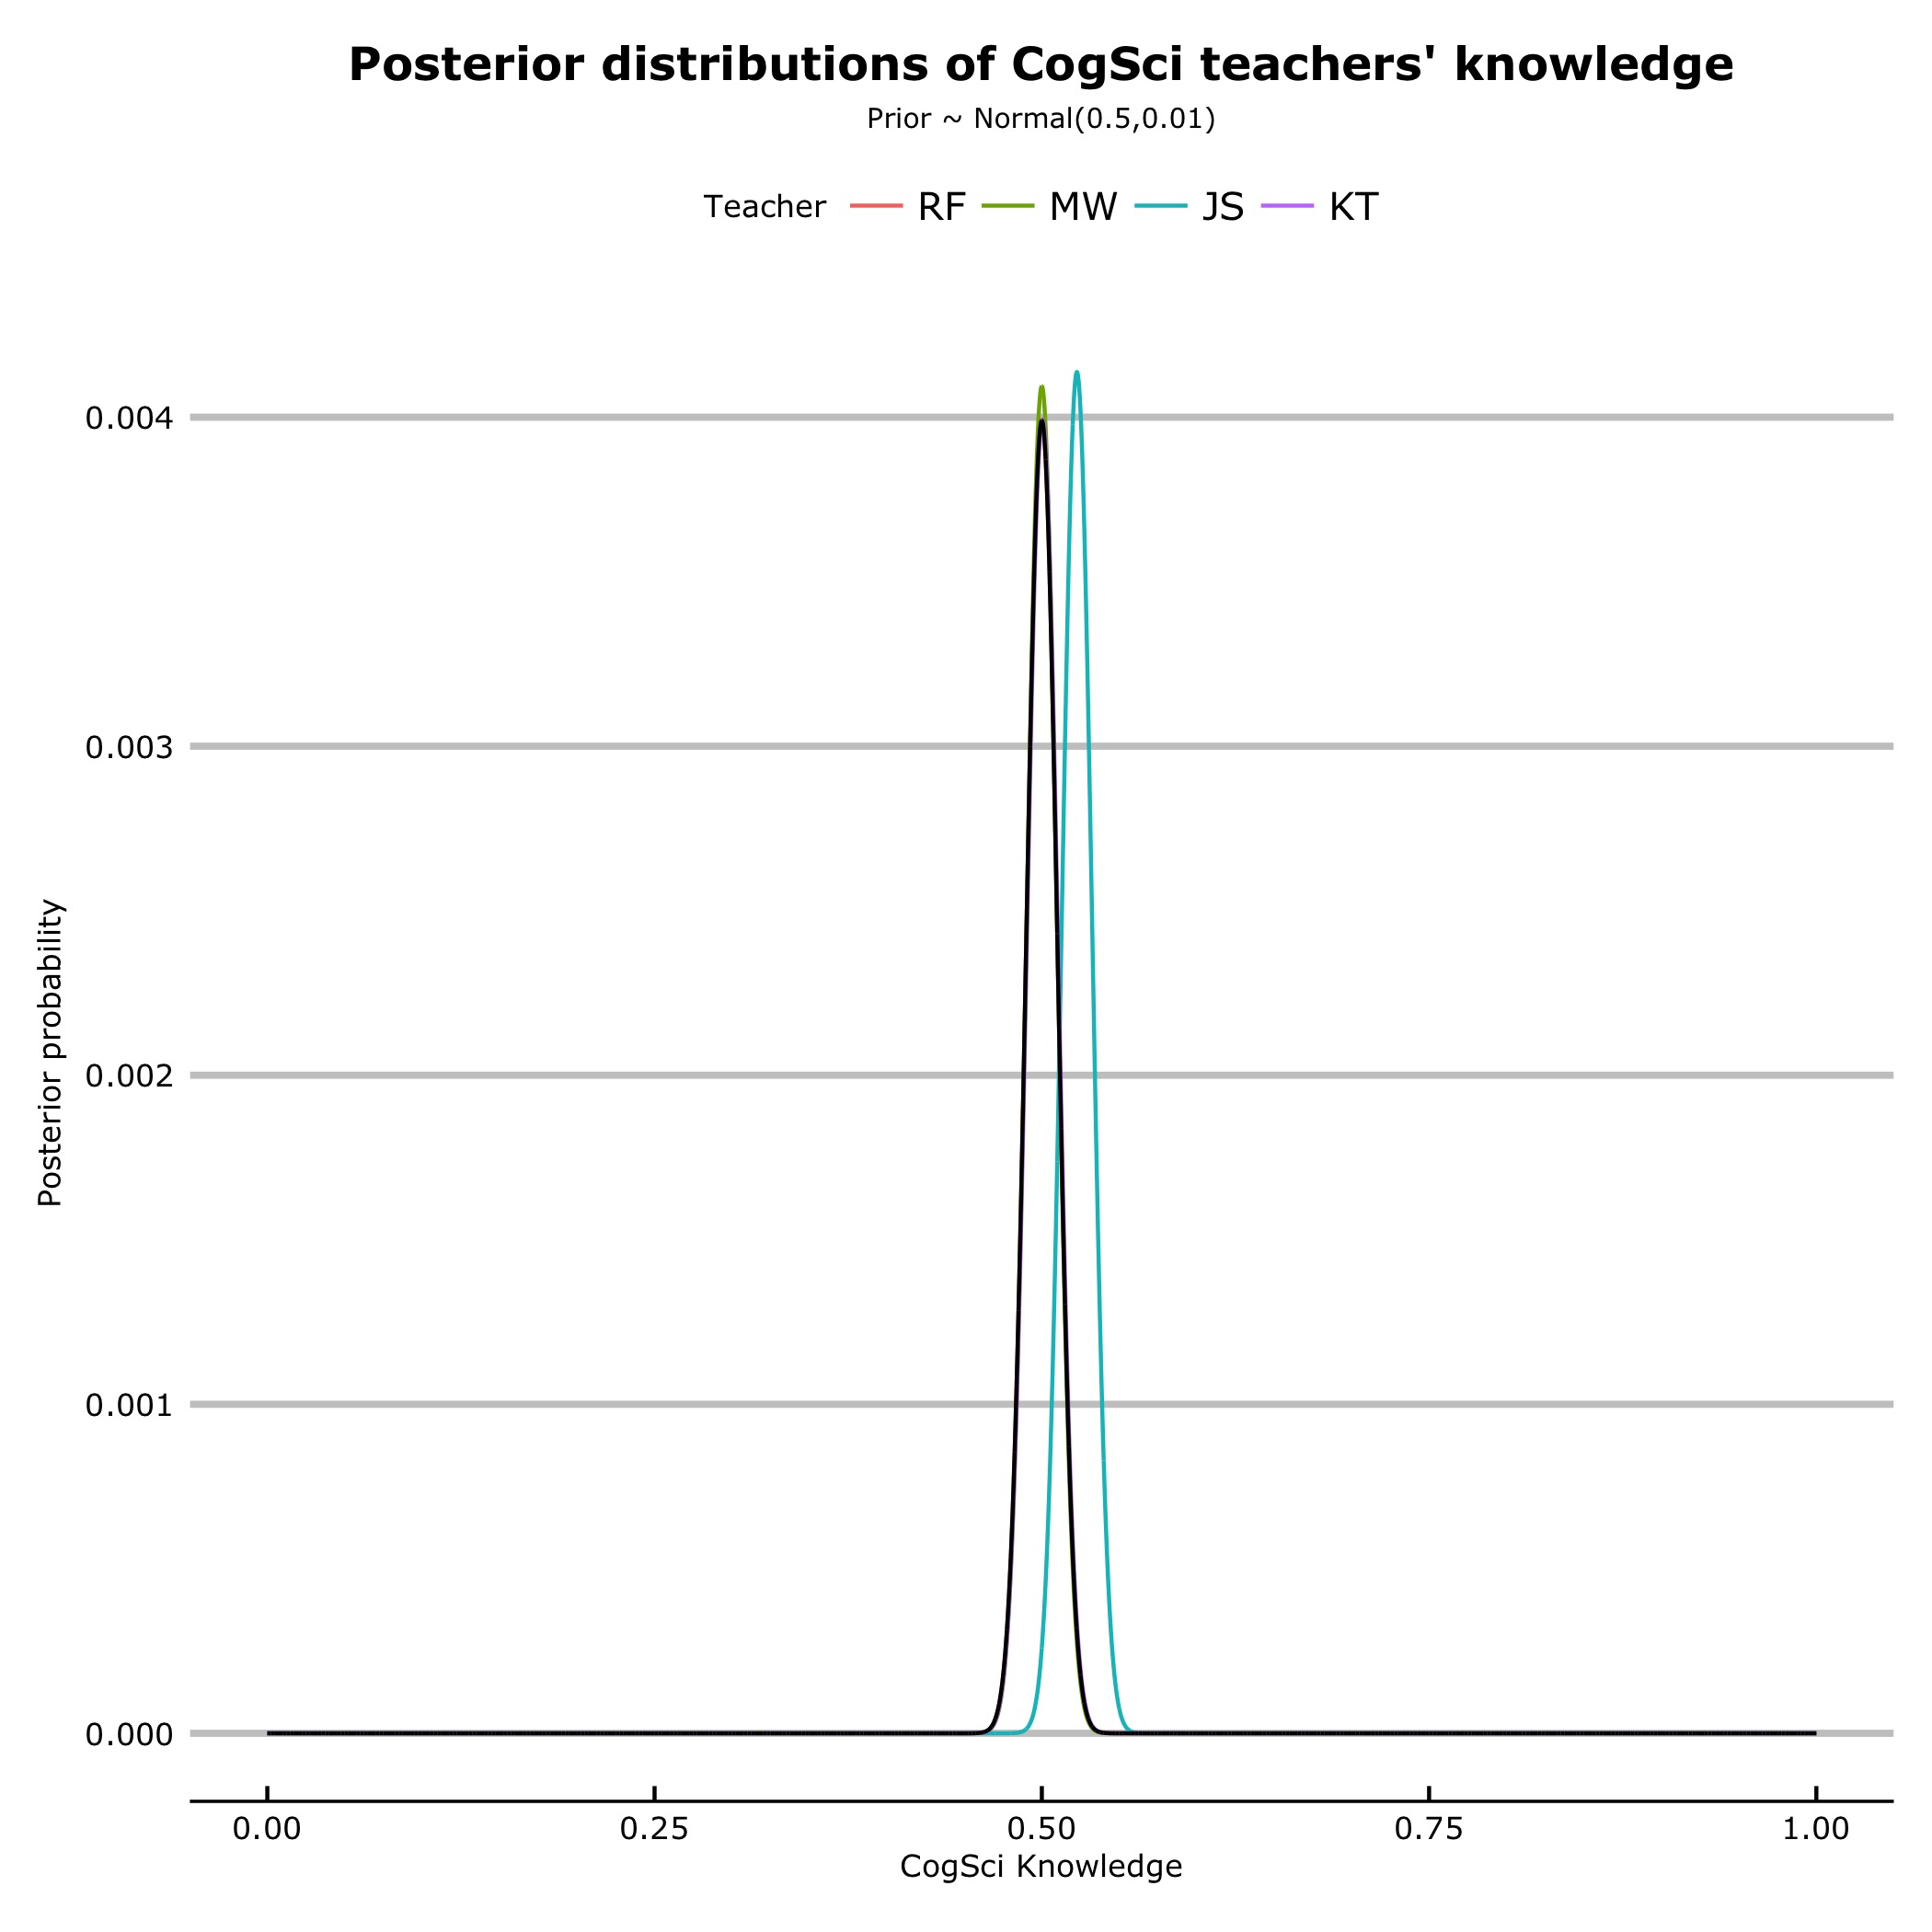 Posterior distributions of CogSci teachers' knowledge
Prior ~ Normal(0.5,0.01)
Teacher RF MW JS KT
0.004
0.003
0.002
0.001
0.000
Posterior probability
0.00 0.25 0.50 0.75 1.00
CogSci Knowledge